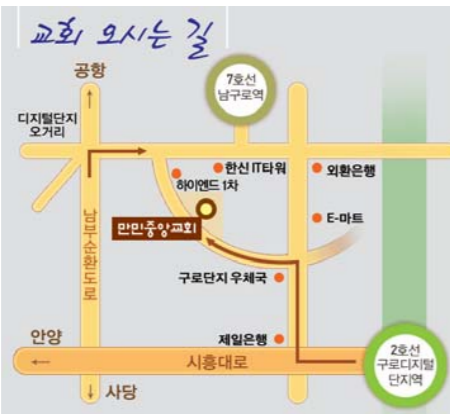 교회 오시는 길
공항
7호선
남구로역
디지털단지
오거리
한신 IT타워
하이엔드 1차
외환은행
E-마트
만민중앙교회
남부순환도로
구로단지 우체국
제일은행
안양
시흥대로
2호선
구로디지털
단지역
사당